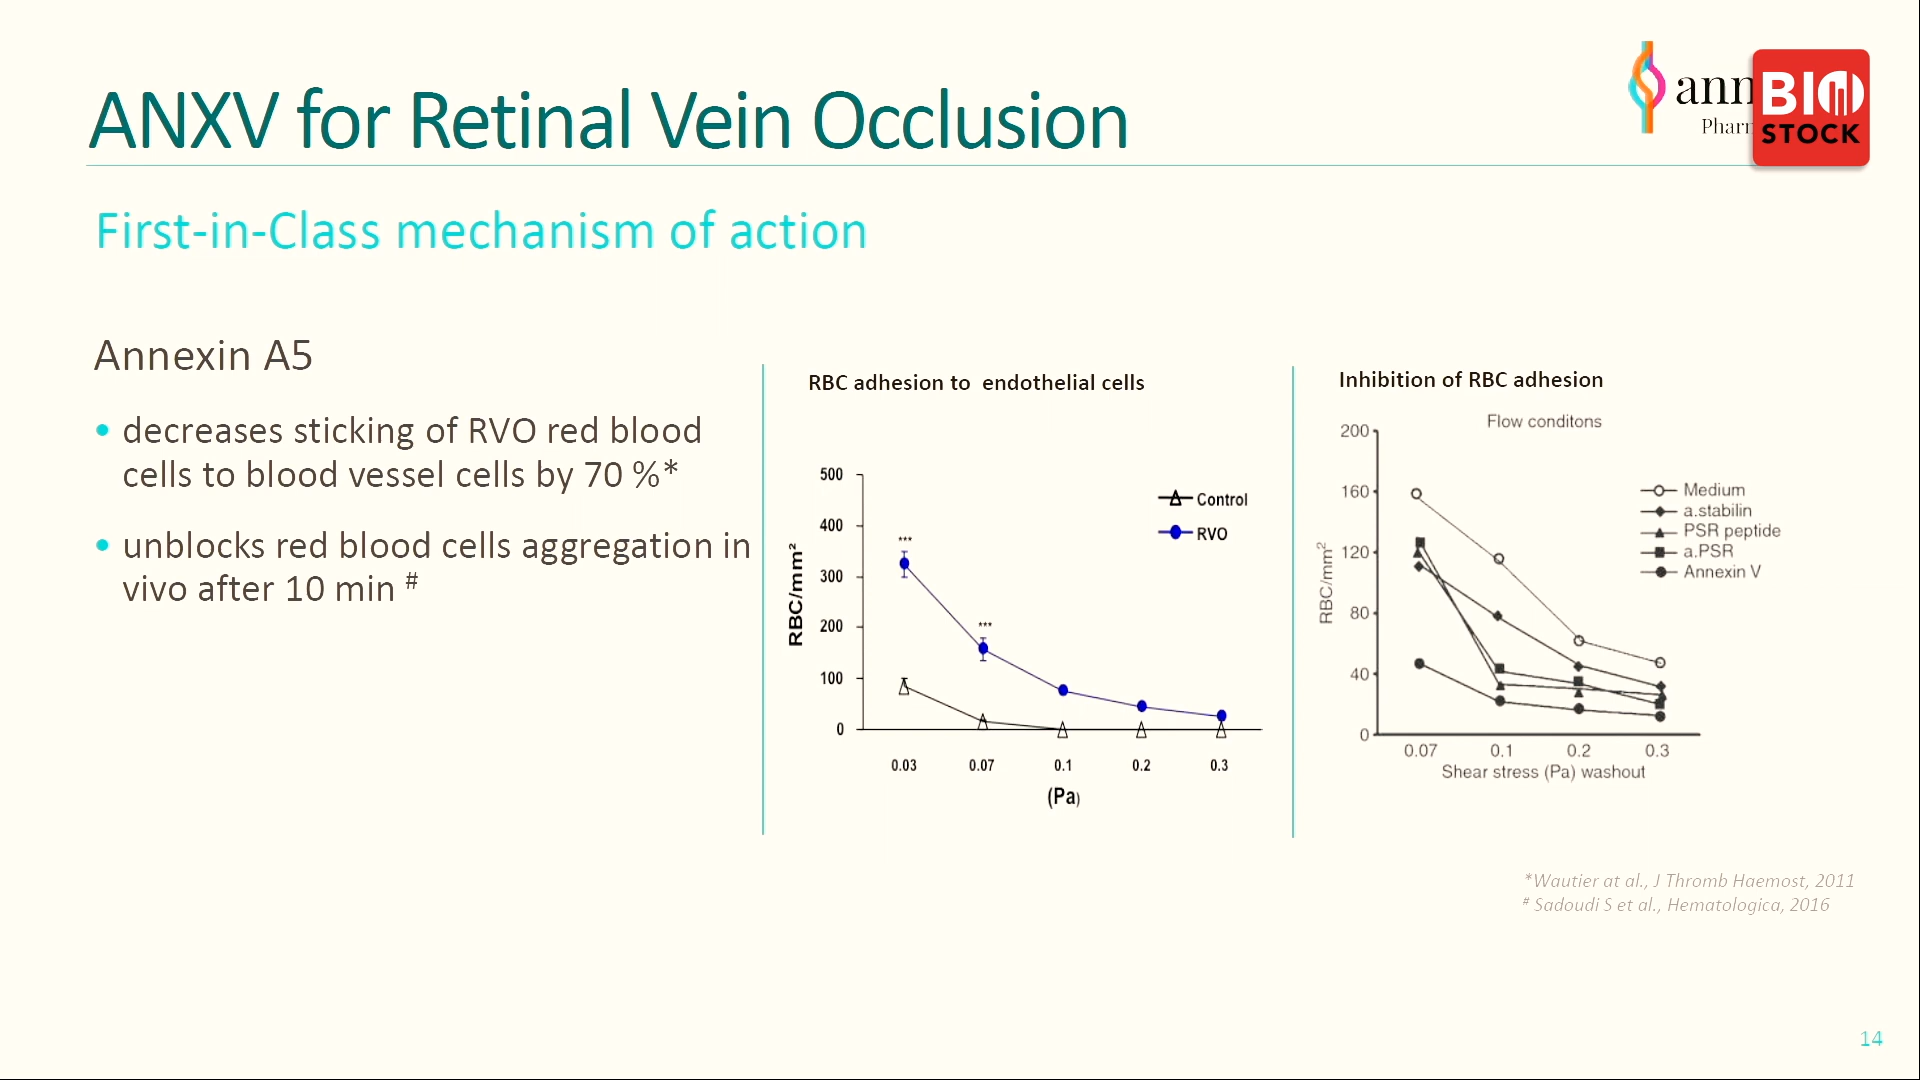 ANXV for Retinal Vein Occlusion
ann
Pharm
BIO
STOCK
First-in-Class mechanism of action
Annexin A5
• decreases sticking of RVO red blood
cells to blood vessel cells by 70 %*
• unblocks red blood cells aggregation in
vivo after 10 min #
RBC adhesion to endothelial cells
500
400
300
200
100
0
RBC/mm²
***
***
Control
RVO
0.03 0.07 0.1 0.2 0.3
(Pa)
Inhibition of RBC adhesion
Flow conditons
200
160
120
80
40
0
RBC/mm²
Medium
a.stabilin
PSR peptide
a.PSR
Annexin V
0.07 0.1 0.2 0.3
Shear stress (Pa) washout
*Wautier at al., J Thromb Haemost, 2011
# Sadoudi S et al., Hematologica, 2016
14